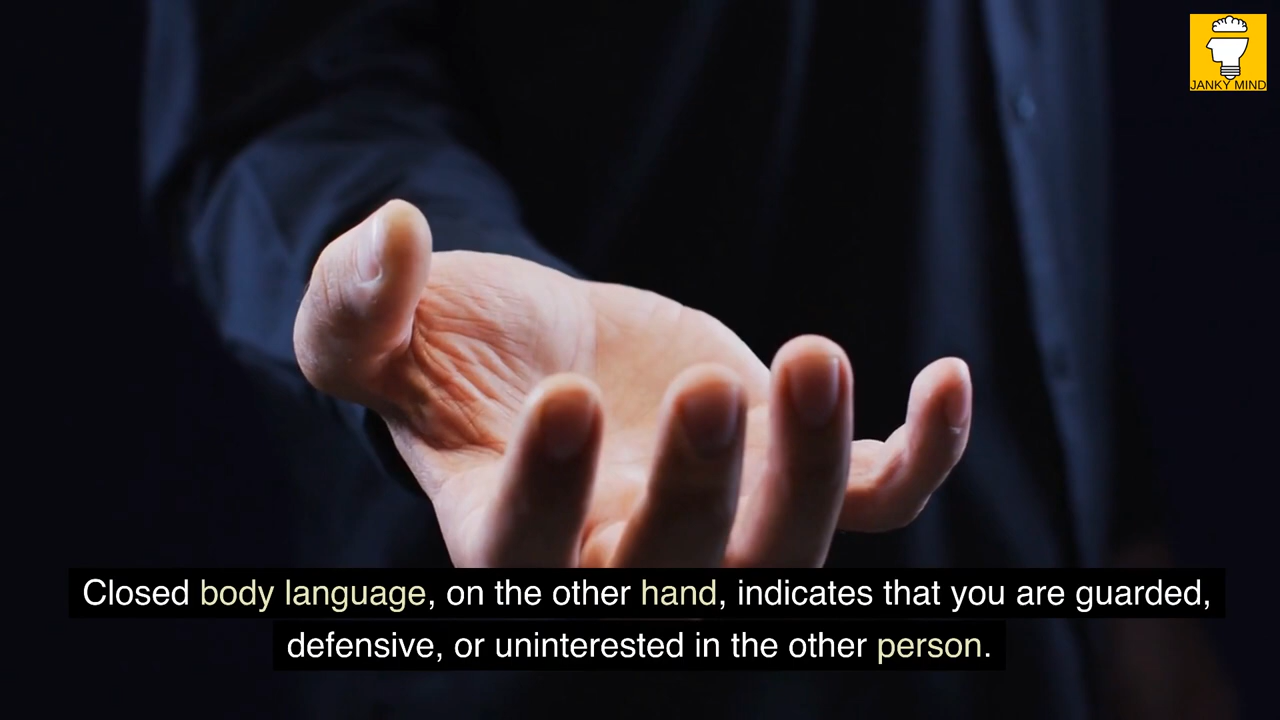 JANKY MIND
Closed body language, on the other hand, indicates that you are guarded,
defensive, or uninterested in the other person.